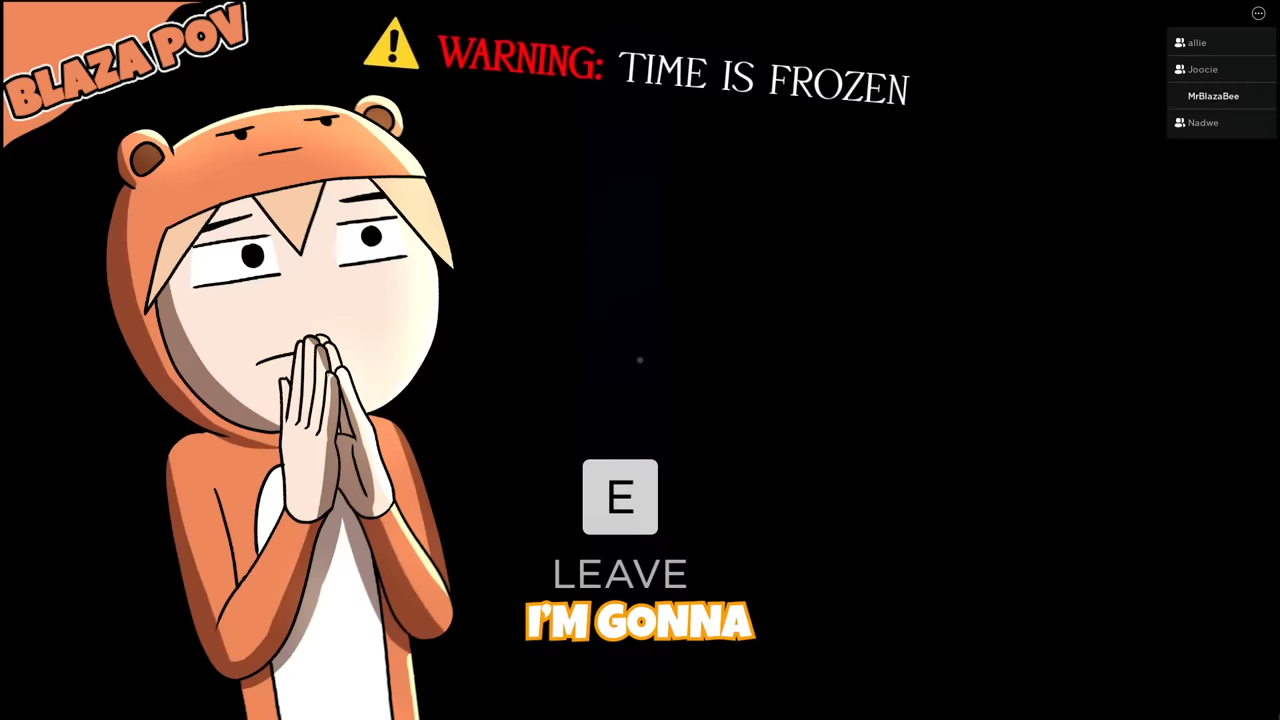 BLAZA POV
WARNING: TIME IS FROZEN
allie
Joocie
MrBlazaBee
Nadwe
E
LEAVE
I'M GONNA